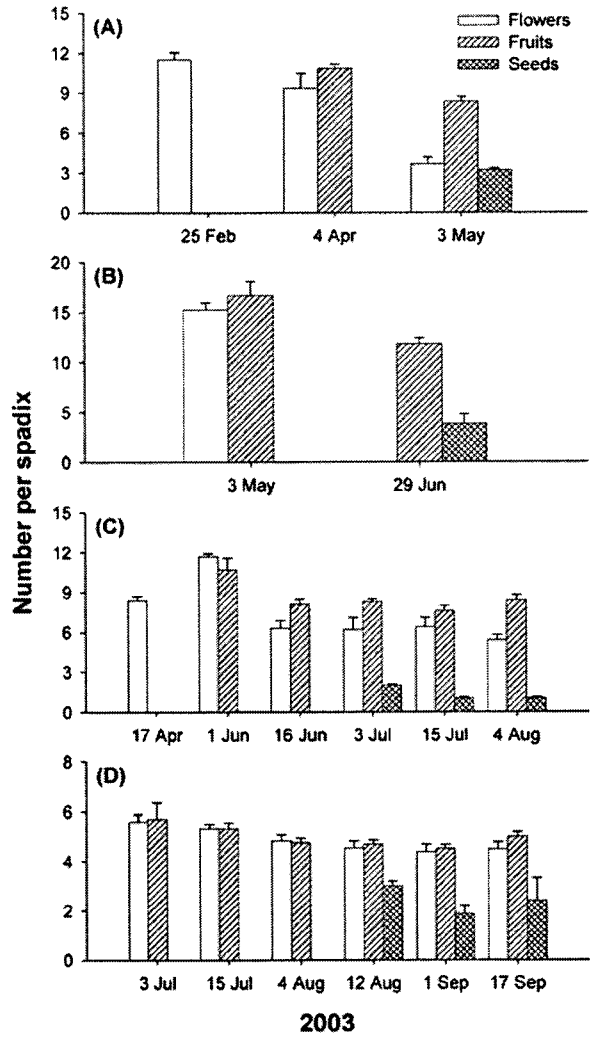 (A)
Flowers
Fruits
Seeds
15
12
9
6
3
0
25 Feb 4 Apr 3 May
(B)
20
15
10
5
0
3 May 29 Jun
Number per spadix
(C)
15
12
9
6
3
0
17 Apr 1 Jun 16 Jun 3 Jul 15 Jul 4 Aug
(D)
8
6
4
2
0
3 Jul 15 Jul 4 Aug 12 Aug 1 Sep 17 Sep
2003